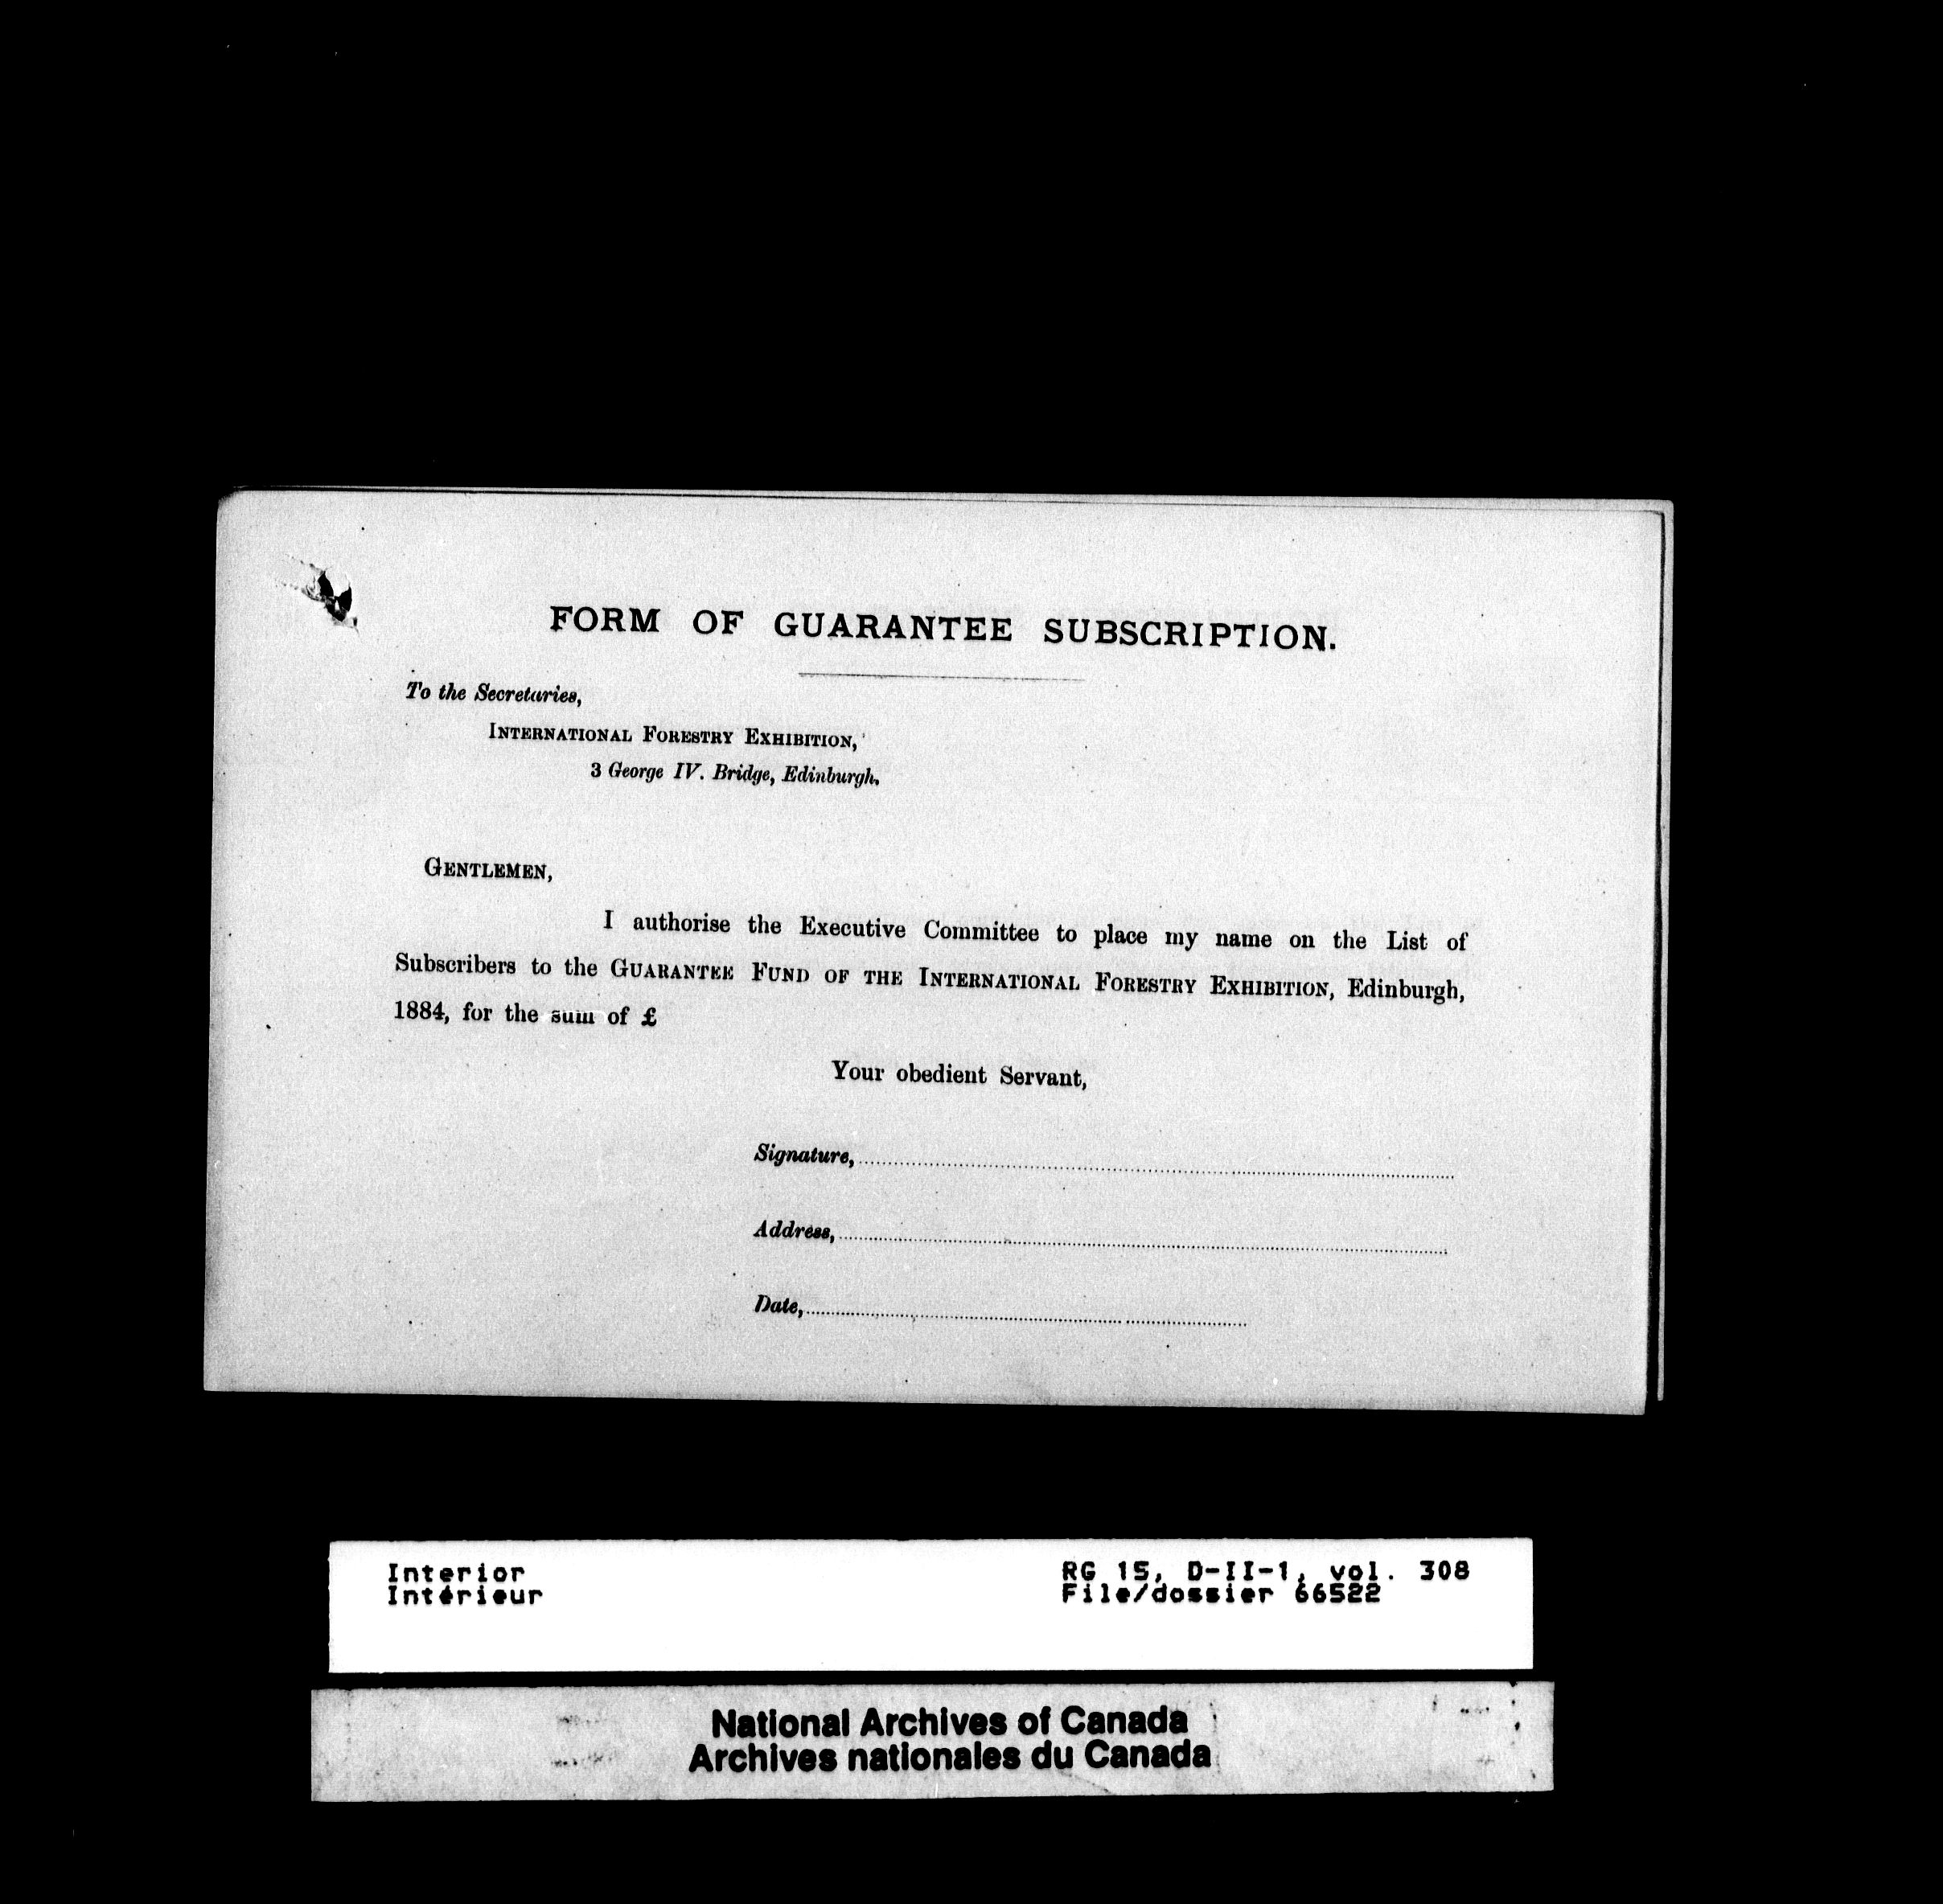 FORM OF GUARANTEE SUBSCRIPTION.
To the Secretaries,
INTERNATIONAL FORESTRY EXHIBITION,
3 George IV. Bridge, Edinburgh.
GENTLEMEN,
I authorise the Executive Committee to place my name on the List of
Subscribers to the GUARANTEE FUND OF THE INTERNATIONAL FORESTRY EXHIBITION, Edinburgh,
1884, for the sum of £
Your obedient Servant,
Signature,
Address,
Date,
Interior
Intérieur
RG 15, D-II-1, vol. 308
File/dossier 66522
National Archives of Canada
Archives nationales du Canada